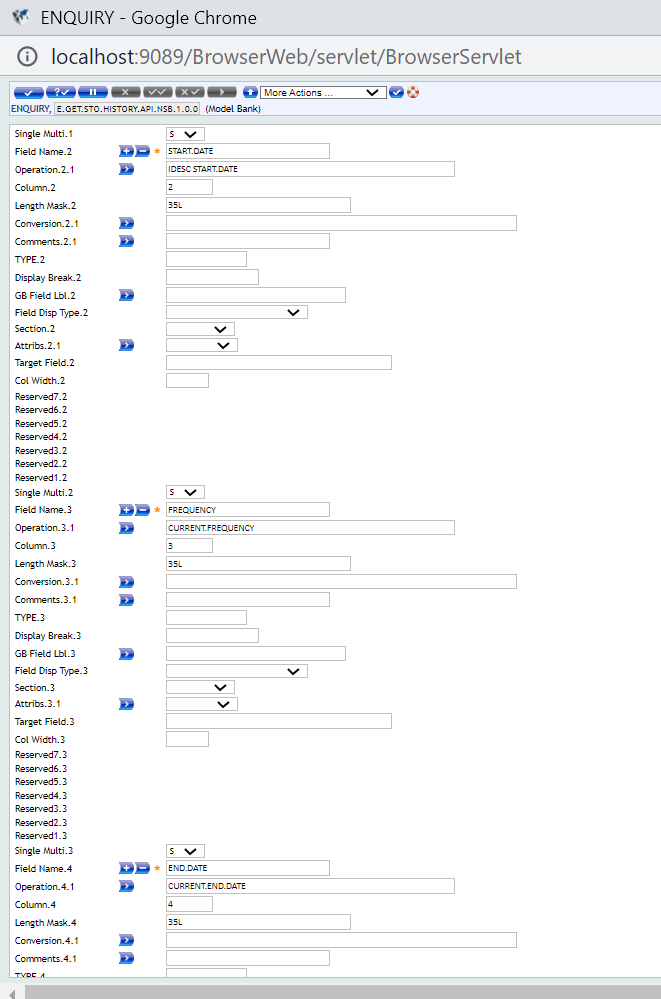 ENQUIRY - Google Chrome
localhost:9089/BrowserWeb/servlet/BrowserServlet
More Actions ...
ENQUIRY, E.GET.STO.HISTORY.API.NSB.1.0.0 (Model Bank)
Single Multi.1 S
Field Name.2 * START.DATE
Operation.2.1 IDESC START.DATE
Column.2 2
Length Mask.2 35L
Conversion.2.1
Comments.2.1
TYPE.2
Display Break.2
GB Field Lbl.2
Field Disp Type.2
Section.2
Attribs.2.1
Target Field.2
Col Width.2
Reserved7.2
Reserved6.2
Reserved5.2
Reserved4.2
Reserved3.2
Reserved2.2
Reserved1.2
Single Multi.2 S
Field Name.3 * FREQUENCY
Operation.3.1 CURRENT.FREQUENCY
Column.3 3
Length Mask.3 35L
Conversion.3.1
Comments.3.1
TYPE.3
Display Break.3
GB Field Lbl.3
Field Disp Type.3
Section.3
Attribs.3.1
Target Field.3
Col Width.3
Reserved7.3
Reserved6.3
Reserved5.3
Reserved4.3
Reserved3.3
Reserved2.3
Reserved1.3
Single Multi.3 S
Field Name.4 * END.DATE
Operation.4.1 CURRENT.END.DATE
Column.4 4
Length Mask.4 35L
Conversion.4.1
Comments.4.1
TYPE.4